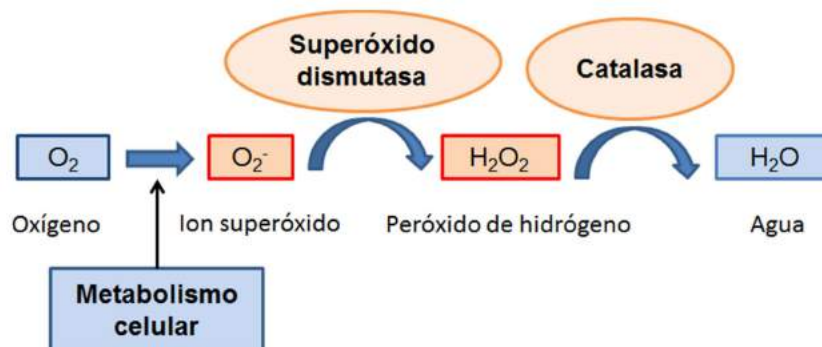 Superóxido
dismutasa
Catalasa
O₂
O₂⁻
H₂O₂
H₂O
Oxígeno
Ion superóxido
Peróxido de hidrógeno
Agua
Metabolismo
celular